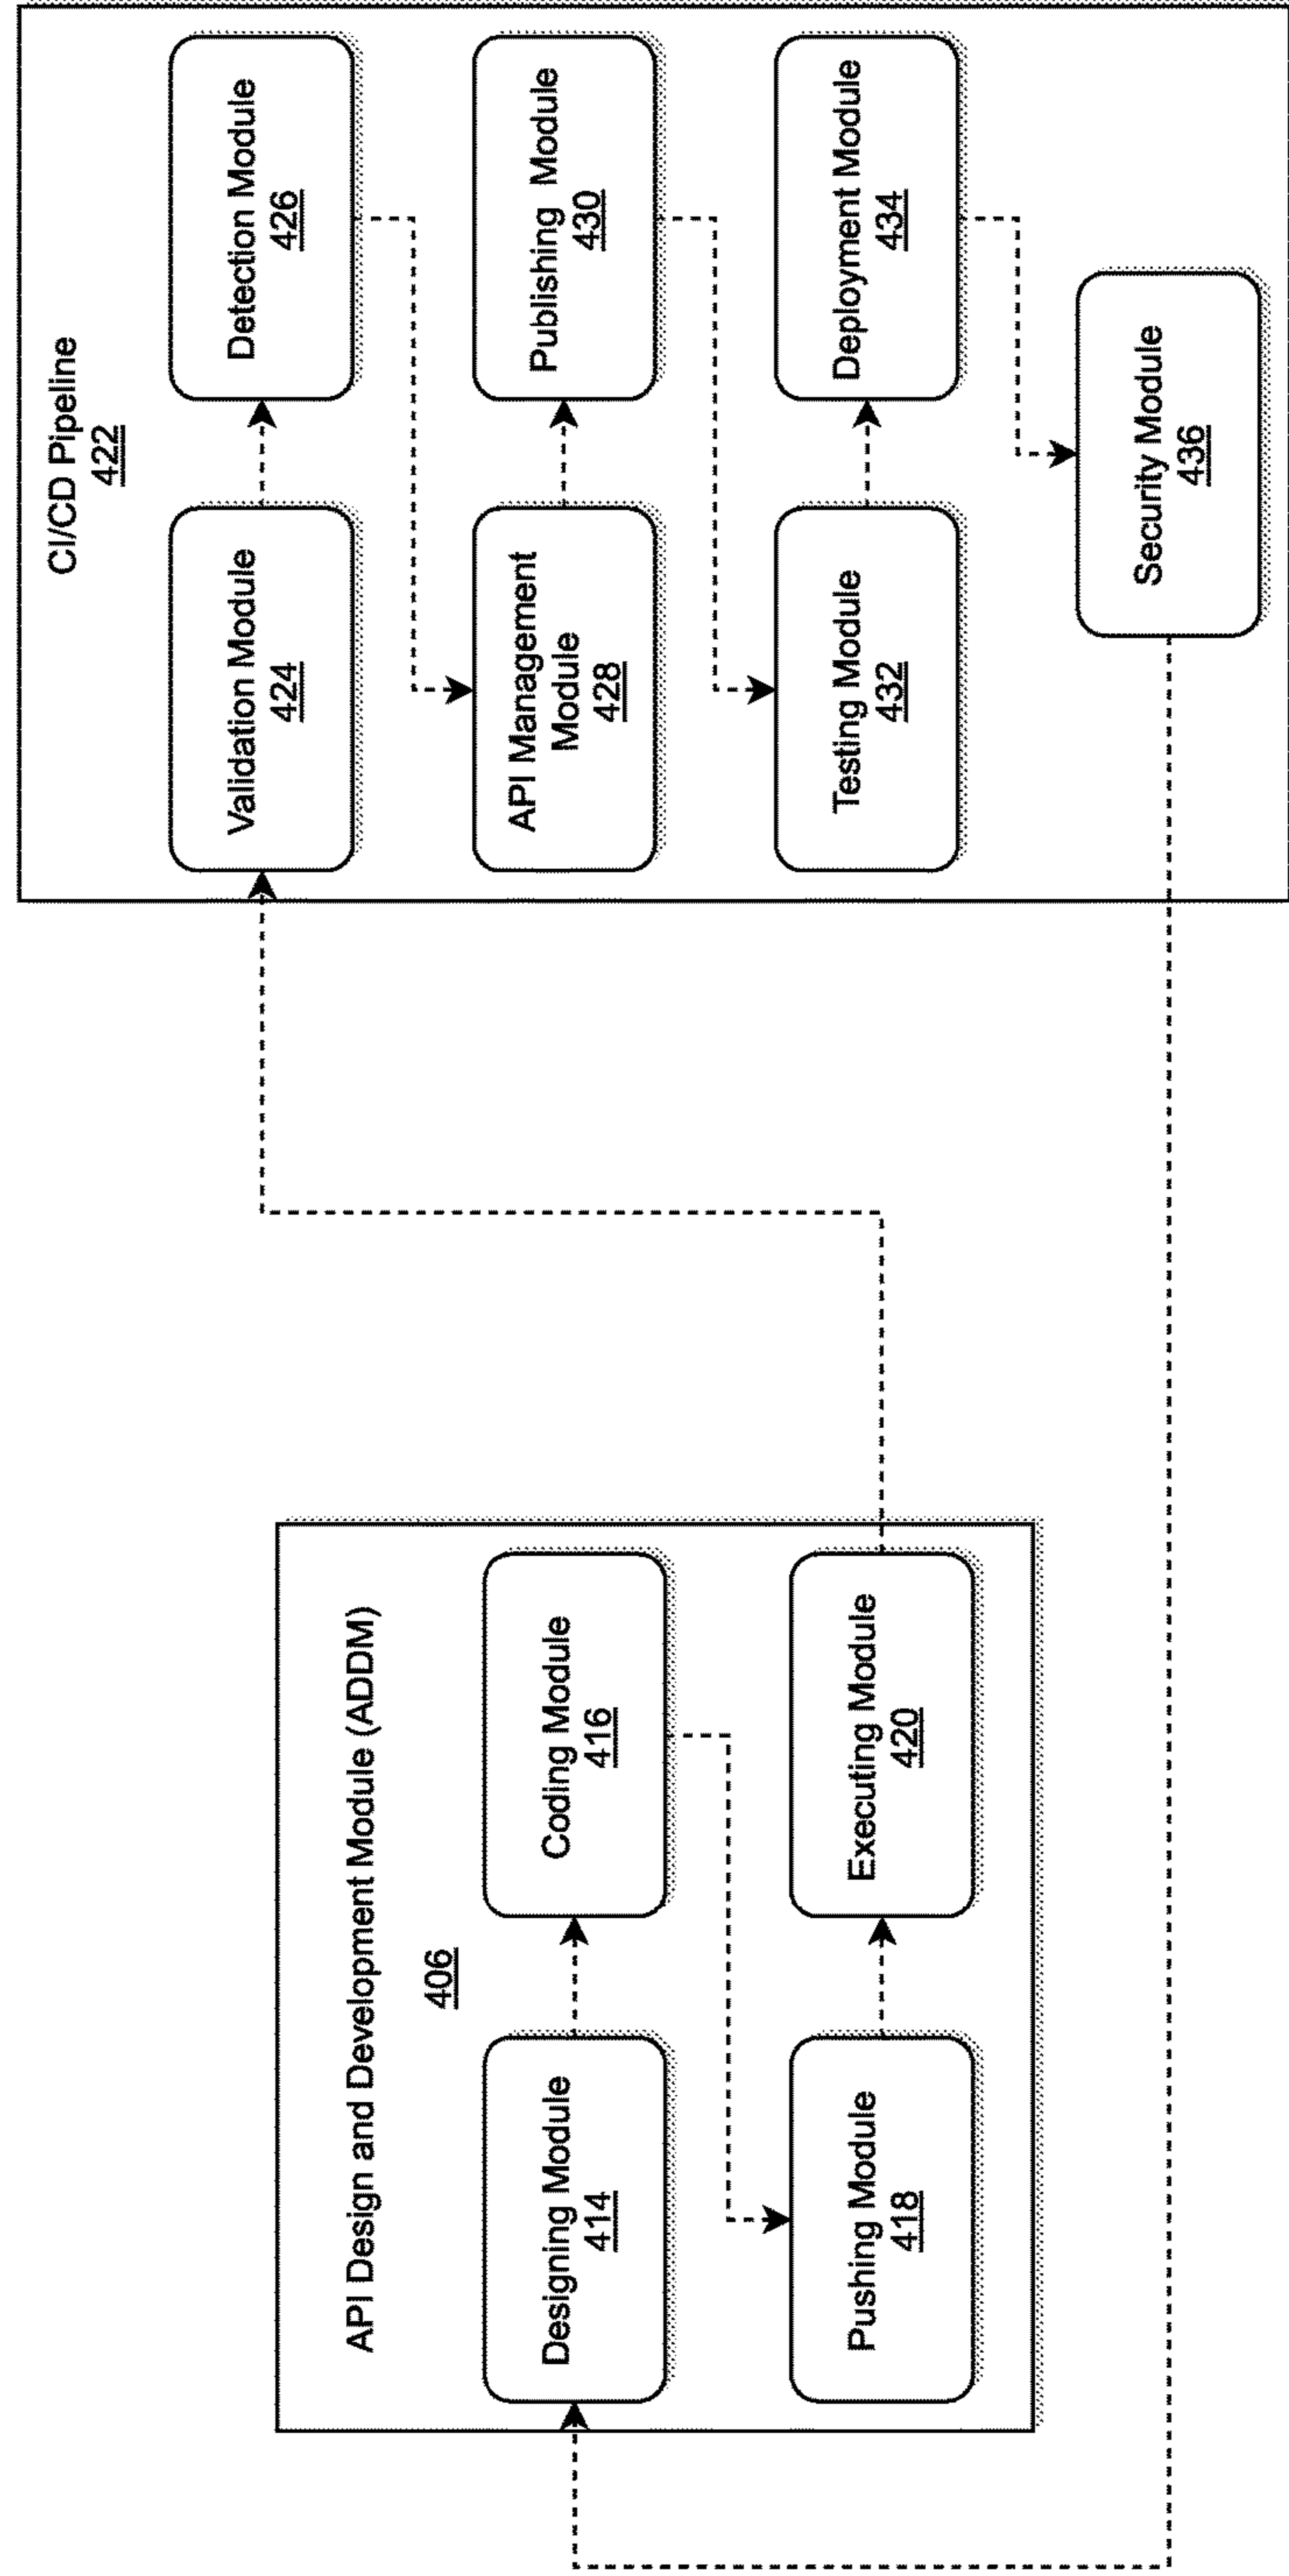 API Design and Development Module (ADDM)
406
Designing Module
414
Coding Module
416
Pushing Module
418
Executing Module
420
CI/CD Pipeline
422
Validation Module
424
Detection Module
426
API Management
Module
428
Publishing Module
430
Testing Module
432
Deployment Module
434
Security Module
436